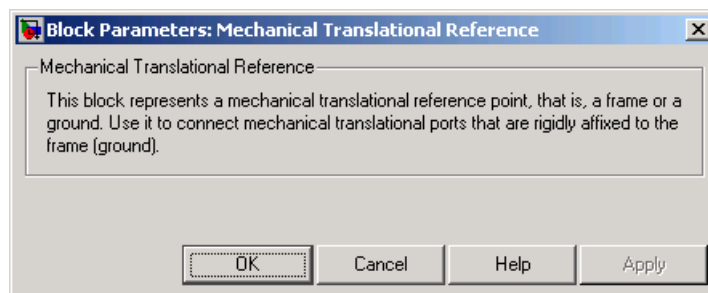 Block Parameters: Mechanical Translational Reference
Mechanical Translational Reference
This block represents a mechanical translational reference point, that is, a frame or a
ground. Use it to connect mechanical translational ports that are rigidly affixed to the
frame (ground).
OK Cancel Help Apply